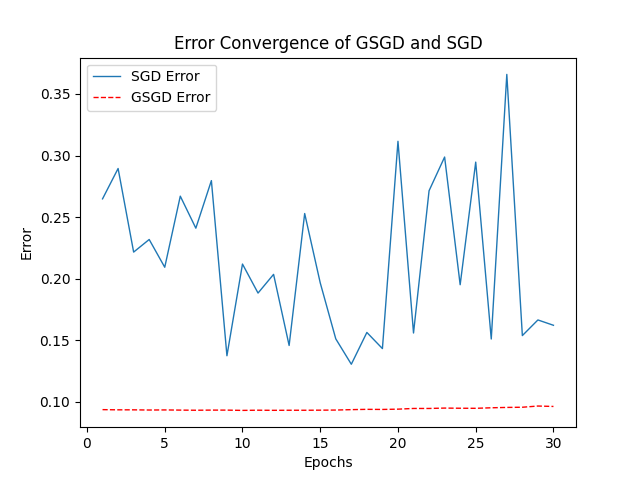 Error Convergence of GSGD and SGD
SGD Error
GSGD Error
0.35
0.30
0.25
0.20
0.15
0.10
Error
0 5 10 15 20 25 30
Epochs